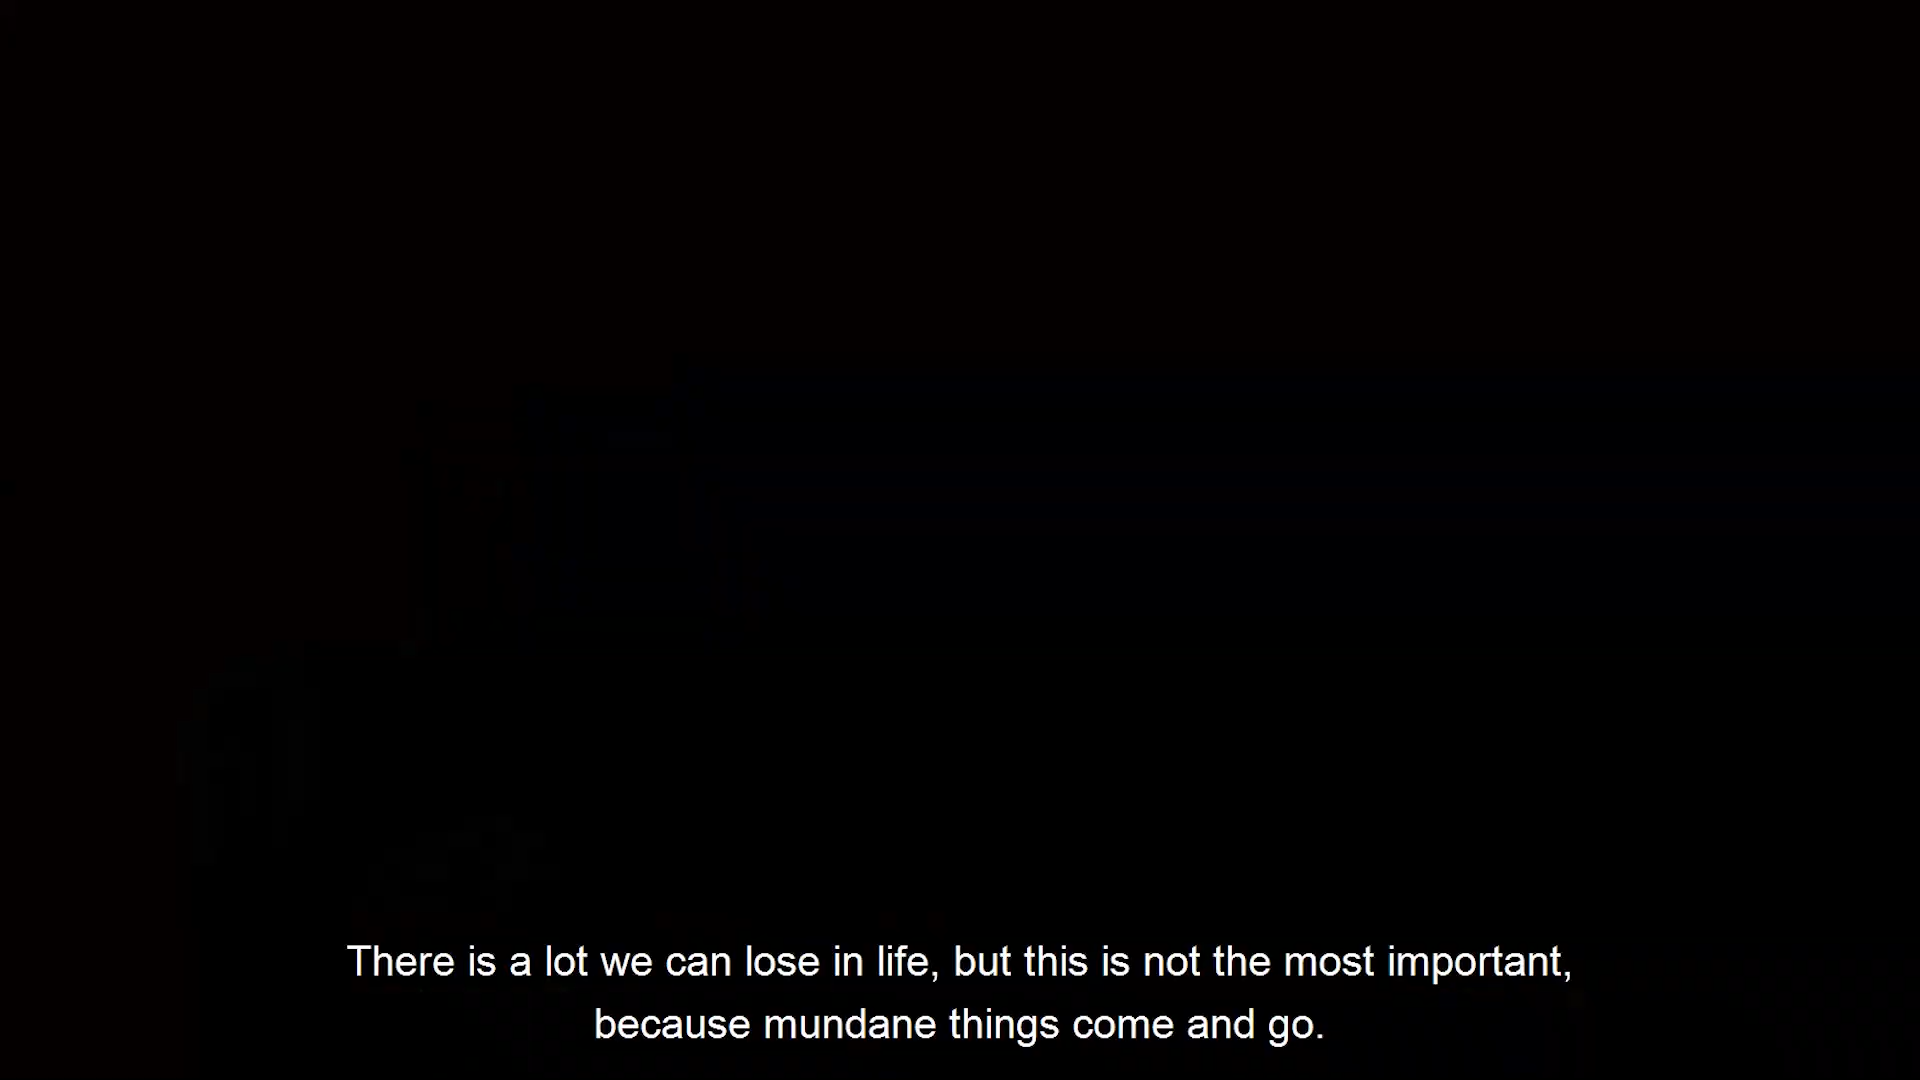 There is a lot we can lose in life, but this is not the most important,
because mundane things come and go.